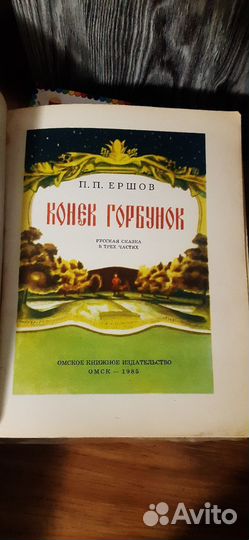 П. П. ЕРШОВ
КОНЕК ГОРБУНОК
РУССКАЯ СКАЗКА
В ТРЕХ ЧАСТЯХ
ОМСКОЕ КНИЖНОЕ ИЗДАТЕЛЬСТВО
ОМСК — 1985
Avito